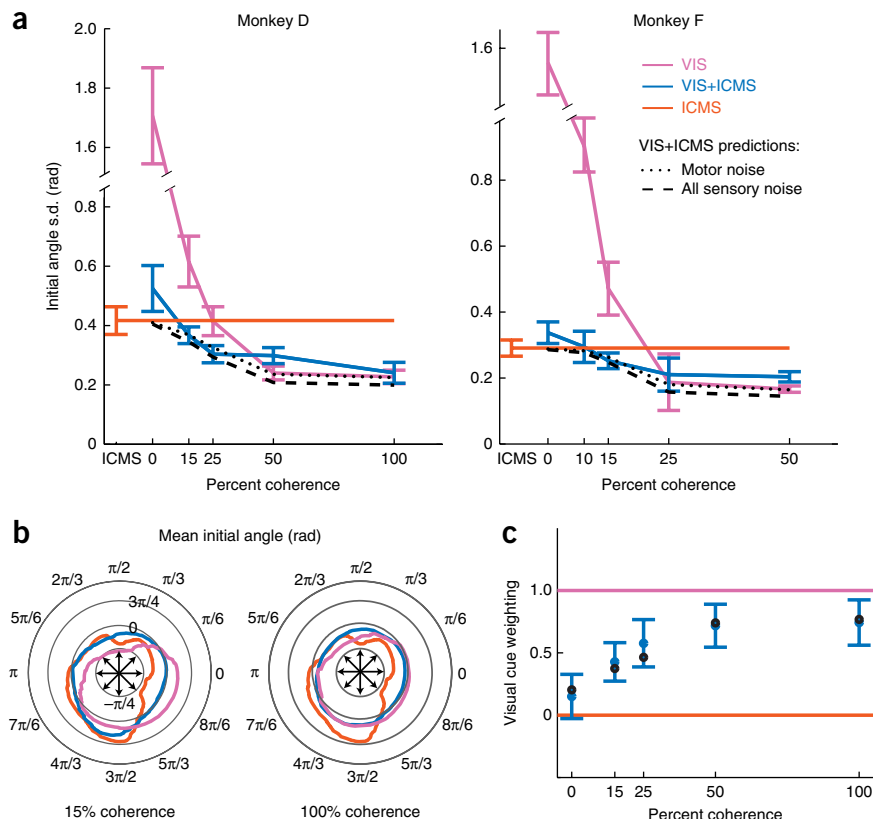 a
Monkey D
Monkey F
Initial angle s.d. (rad)
2.0
1.8
1.6
0.8
0.6
0.4
0.2
0
ICMS 0 15 25 50 100
Percent coherence
1.6
0.8
0.6
0.4
0.2
0
ICMS 0 10 15 25 50
Percent coherence
VIS
VIS+ICMS
ICMS
VIS+ICMS predictions:
Motor noise
All sensory noise
b
Mean initial angle (rad)
π/2
2π/3 π/3
5π/6 π/6
π 0
7π/6 8π/6
4π/3 5π/3
3π/2
3π/4
0
–π/4
15% coherence
π/2
2π/3 π/3
5π/6 π/6
π 0
7π/6 8π/6
4π/3 5π/3
3π/2
100% coherence
c
Visual cue weighting
1.0
0.5
0
0 15 25 50 100
Percent coherence